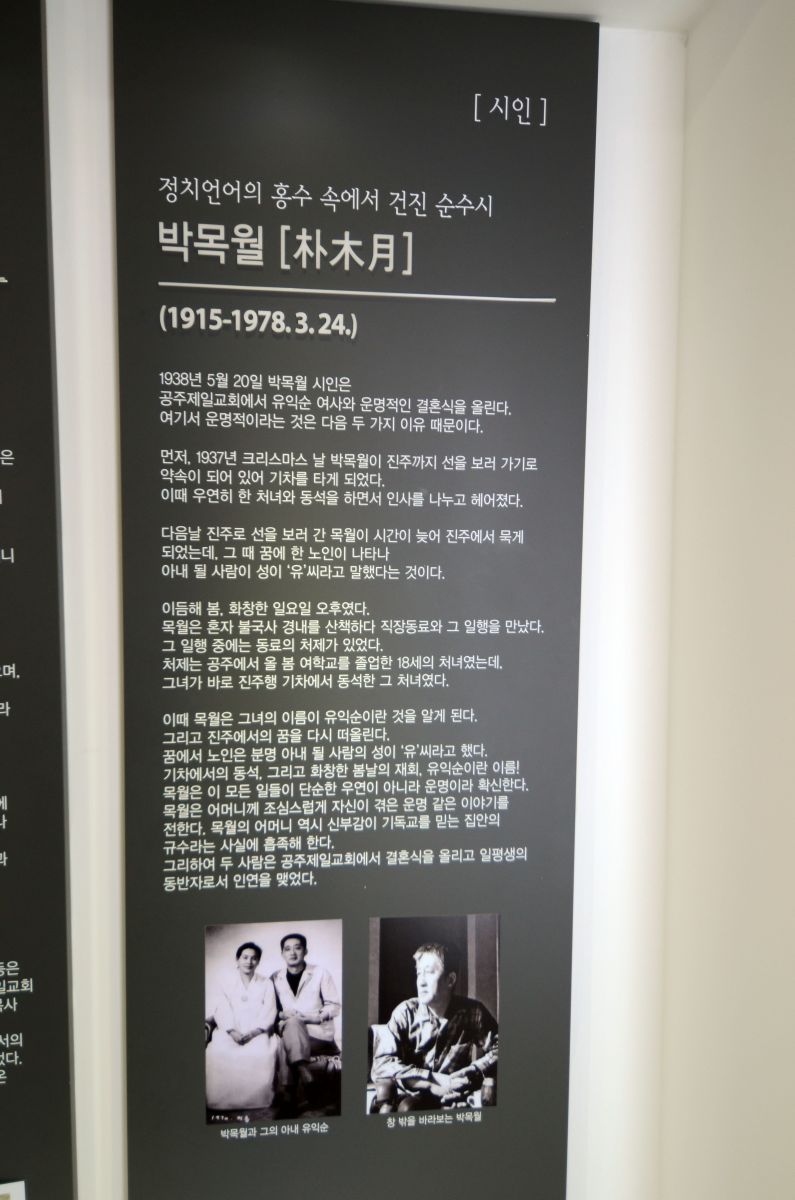 [ 시인 ]
정치언어의 홍수 속에서 건진 순수시
박목월 [朴木月]
(1915-1978. 3. 24.)
1938년 5월 20일 박목월 시인은
공주제일교회에서 유익순 여사와 운명적인 결혼식을 올린다.
여기서 운명적이라는 것은 다음 두 가지 이유 때문이다.
먼저, 1937년 크리스마스 날 박목월이 진주까지 선을 보러 가기로
약속이 되어 있어 기차를 타게 되었다.
이때 우연히 한 처녀와 동석을 하면서 인사를 나누고 헤어졌다.
다음날 진주로 선을 보러 간 목월이 시간이 늦어 진주에서 묵게
되었는데, 그 때 꿈에 한 노인이 나타나
아내 될 사람이 성이 ‘유’씨라고 말했다는 것이다.
이듬해 봄, 화창한 일요일 오후였다.
목월은 혼자 불국사 경내를 산책하다 직장동료와 그 일행을 만났다.
그 일행 중에는 동료의 처제가 있었다.
처제는 공주에서 올 봄 여학교를 졸업한 18세의 처녀였는데,
그녀가 바로 진주행 기차에서 동석한 그 처녀였다.
이때 목월은 그녀의 이름이 유익순이란 것을 알게 된다.
그리고 진주에서의 꿈을 다시 떠올린다.
꿈에서 노인은 분명 아내 될 사람의 성이 ‘유’씨라고 했다.
기차에서의 동석, 그리고 화창한 봄날의 재회, 유익순이란 이름!
목월은 이 모든 일들이 단순한 우연이 아니라 운명이라 확신한다.
목월은 어머니께 조심스럽게 자신이 겪은 운명 같은 이야기를
전한다. 목월의 어머니 역시 신부감이 기독교를 믿는 집안의
규수라는 사실에 흡족해 한다.
그리하여 두 사람은 공주제일교회에서 결혼식을 올리고 일평생의
동반자로서 인연을 맺었다.
박목월과 그의 아내 유익순
창 밖을 바라보는 박목월
은
니
으며,
라
에
과
등은
일교회
목사
서의
었다.